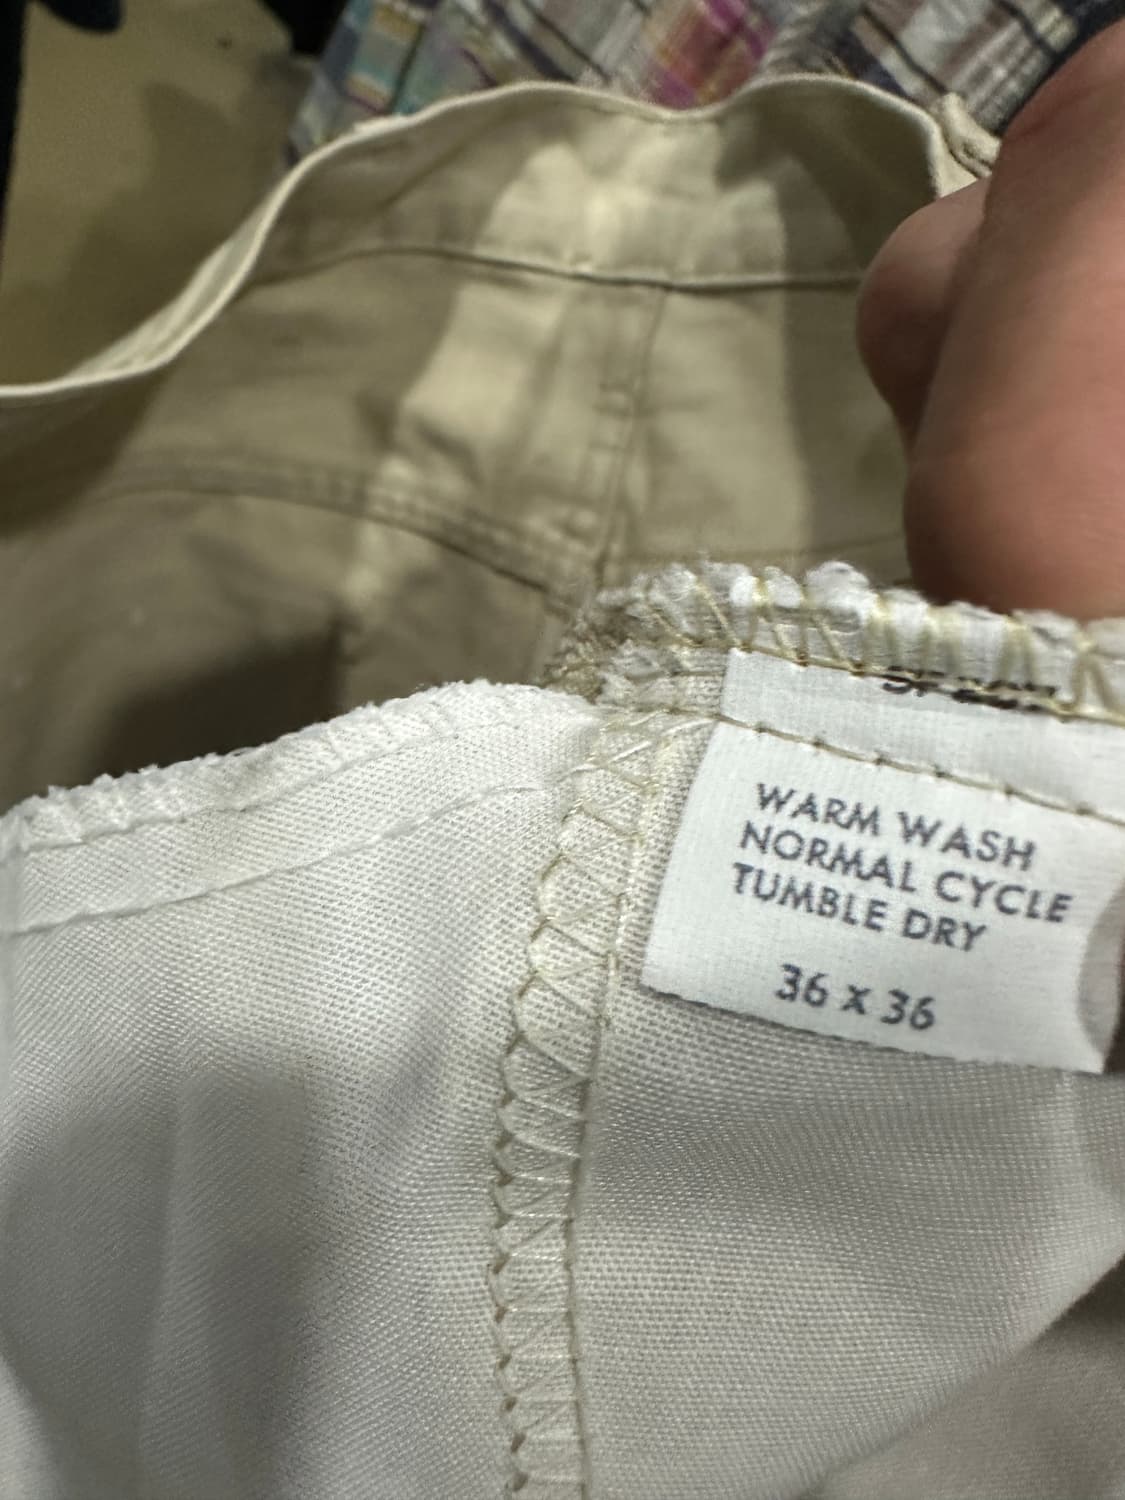 WARM WASH
NORMAL CYCLE
TUMBLE DRY
36 x 36